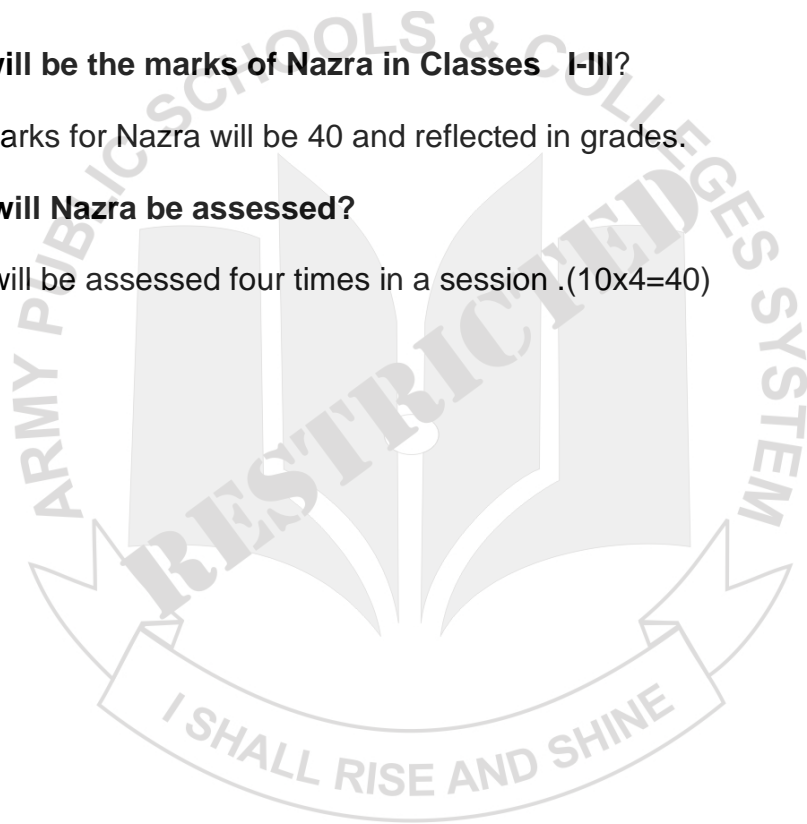 will be the marks of Nazra in Classes I-III?
arks for Nazra will be 40 and reflected in grades.
will Nazra be assessed?
will be assessed four times in a session .(10x4=40)
ARMY PUBLIC SCHOOLS & COLLEGES SYSTEM
RESTRICTED
I SHALL RISE AND SHINE